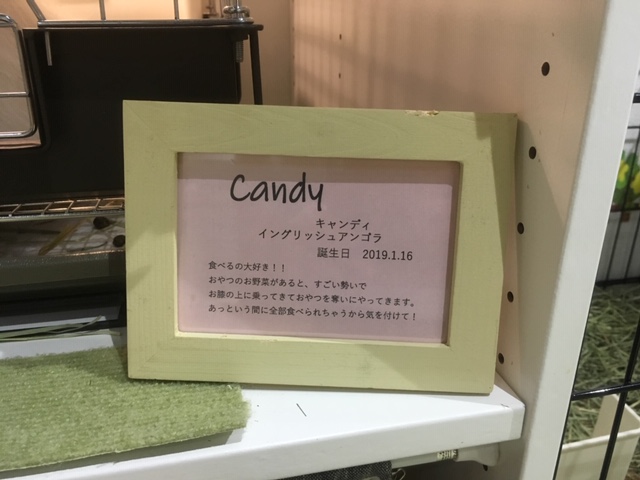 Candy
キャンディ
イングリッシュアンゴラ
誕生日　2019.1.16
食べるの大好き！！
おやつのお野菜があると、すごい勢いで
お膝の上に乗ってきておやつを奪いにやってきます。
あっという間に全部食べられちゃうから気を付けて！